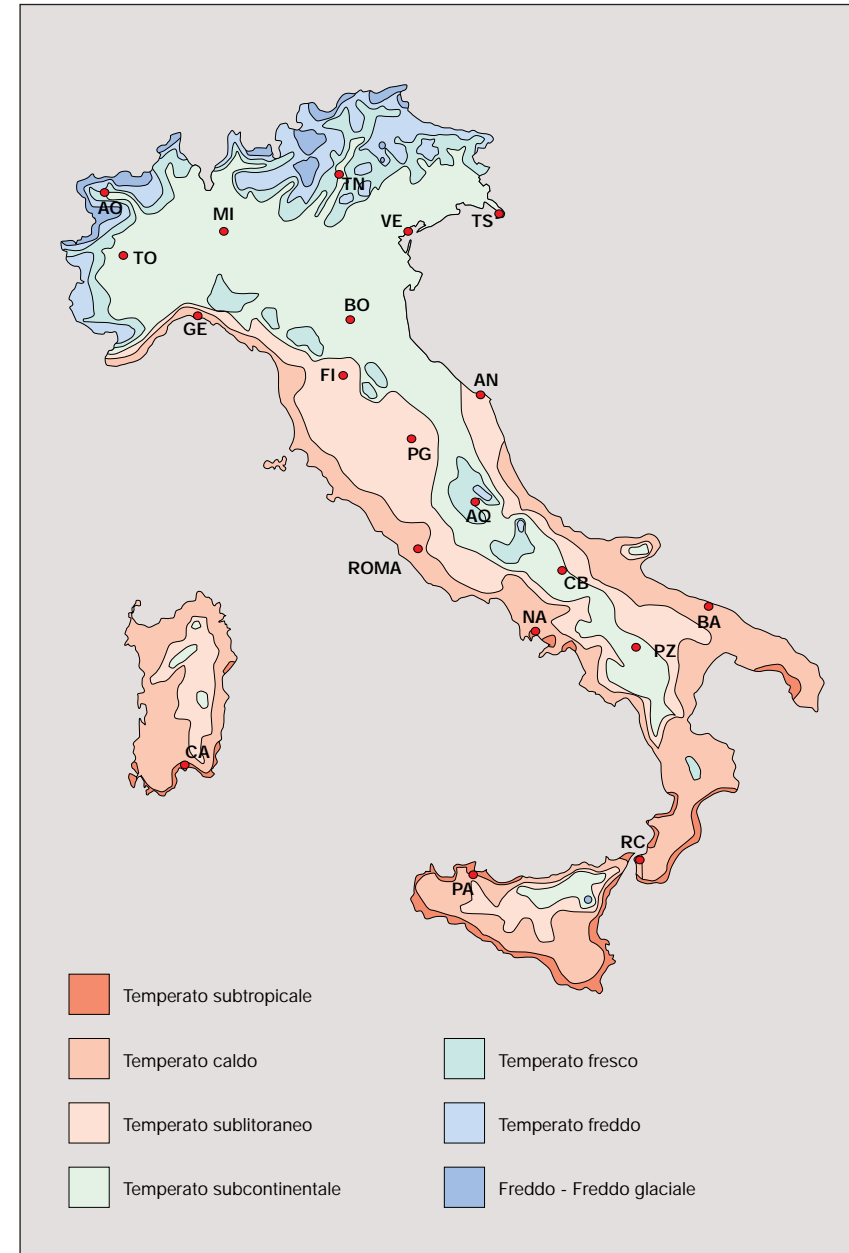 TN
AO
MI
VE
TS
TO
BO
GE
FI
AN
PG
AQ
ROMA
CB
NA
BA
PZ
CA
RC
PA
Temperato subtropicale
Temperato caldo
Temperato sublitoraneo
Temperato subcontinentale
Temperato fresco
Temperato freddo
Freddo - Freddo glaciale